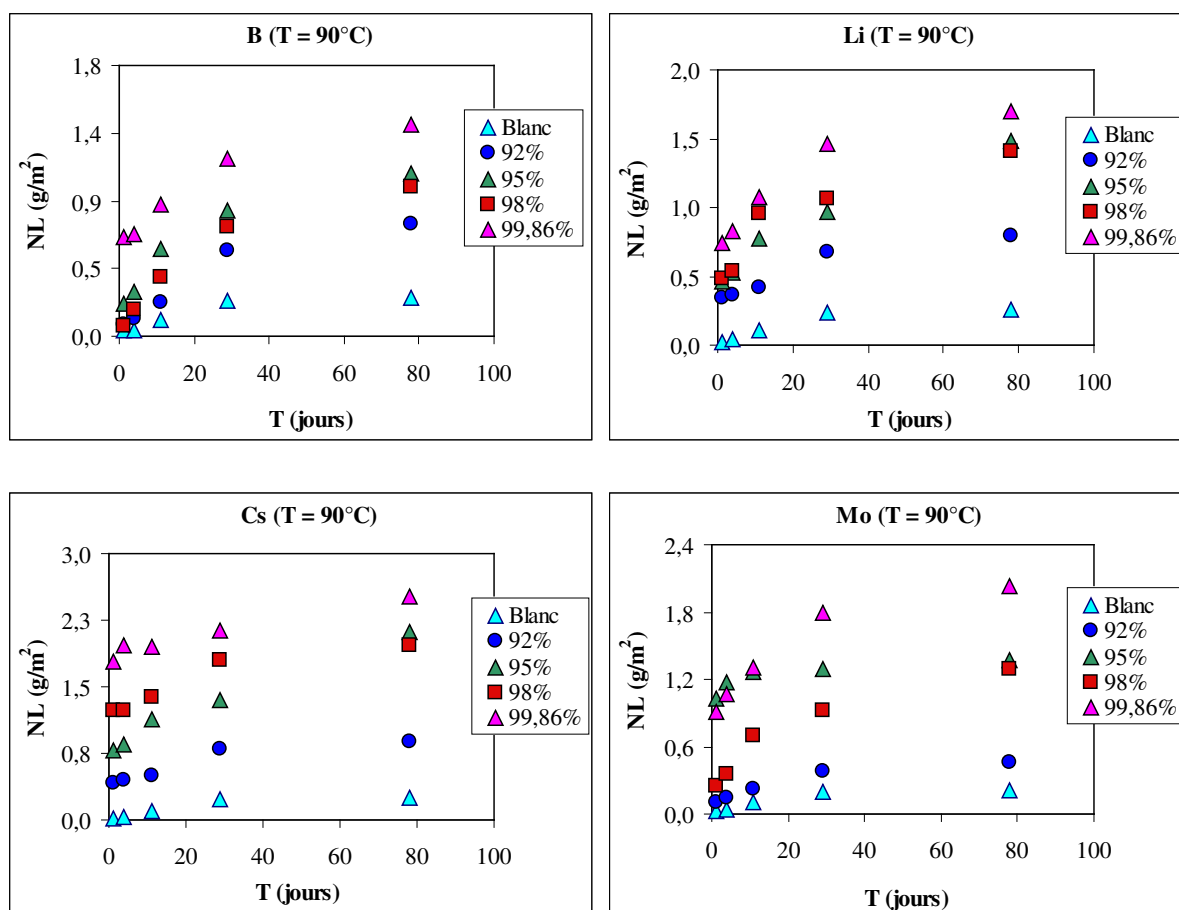 B (T = 90°C)
1,8
1,4
0,9
0,5
0,0
NL (g/m²)
0 20 40 60 80 100
T (jours)
Blanc
92%
95%
98%
99,86%
Li (T = 90°C)
2,0
1,5
1,0
0,5
0,0
NL (g/m²)
0 20 40 60 80 100
T (jours)
Blanc
92%
95%
98%
99,86%
Cs (T = 90°C)
3,0
2,3
1,5
0,8
0,0
NL (g/m²)
0 20 40 60 80 100
T (jours)
Blanc
92%
95%
98%
99,86%
Mo (T = 90°C)
2,4
1,8
1,2
0,6
0,0
NL (g/m²)
0 20 40 60 80 100
T (jours)
Blanc
92%
95%
98%
99,86%